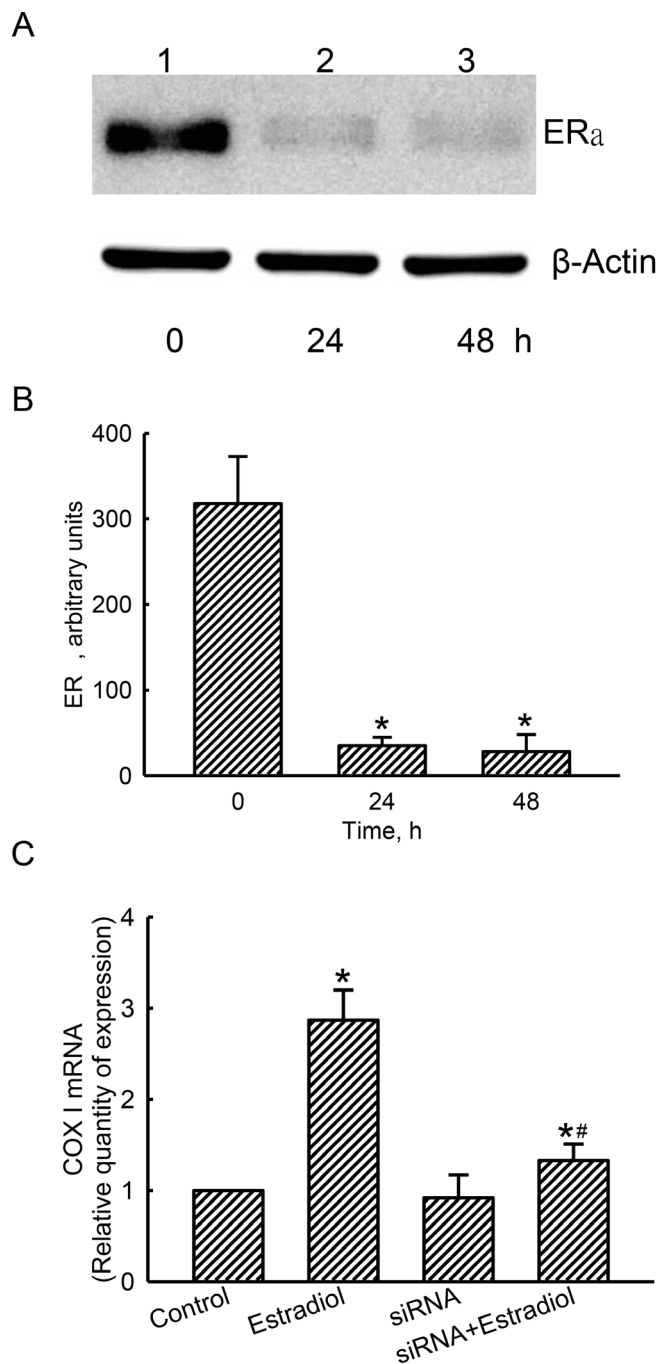 A
1 2 3
ERa
β-Actin
0 24 48 h
B
ER , arbitrary units
400
300
200
100
0
* *
0 24 48
Time, h
C
COX I mRNA
(Relative quantity of expression)
4
3
2
1
0
*
*#
Control Estradiol siRNA siRNA+Estradiol